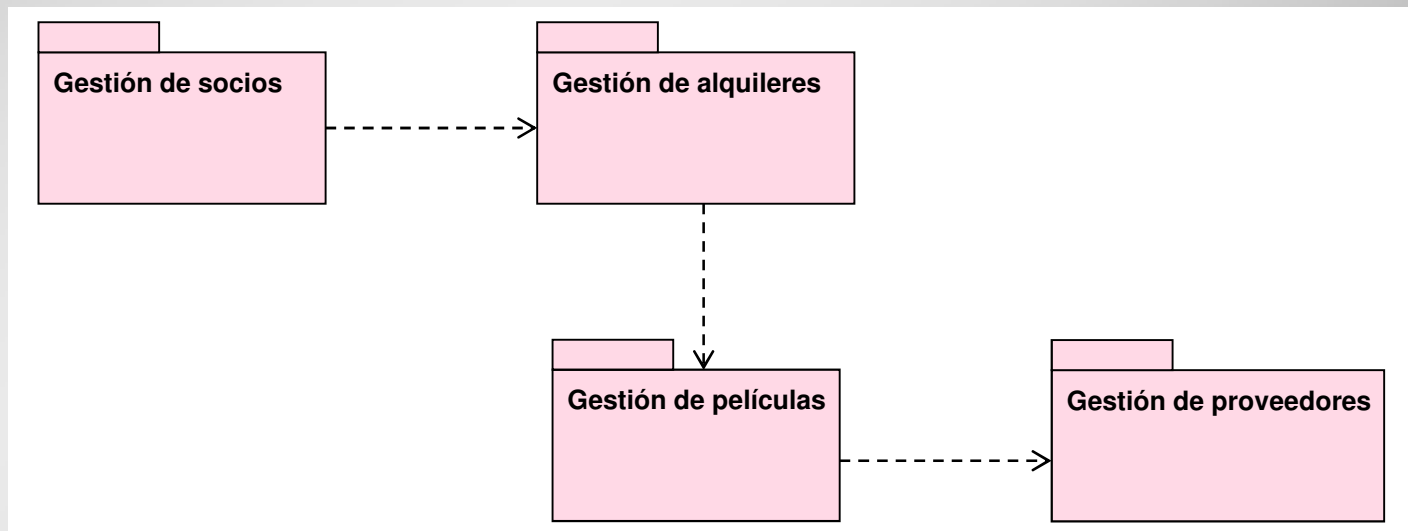 Gestión de socios
Gestión de alquileres
Gestión de películas
Gestión de proveedores